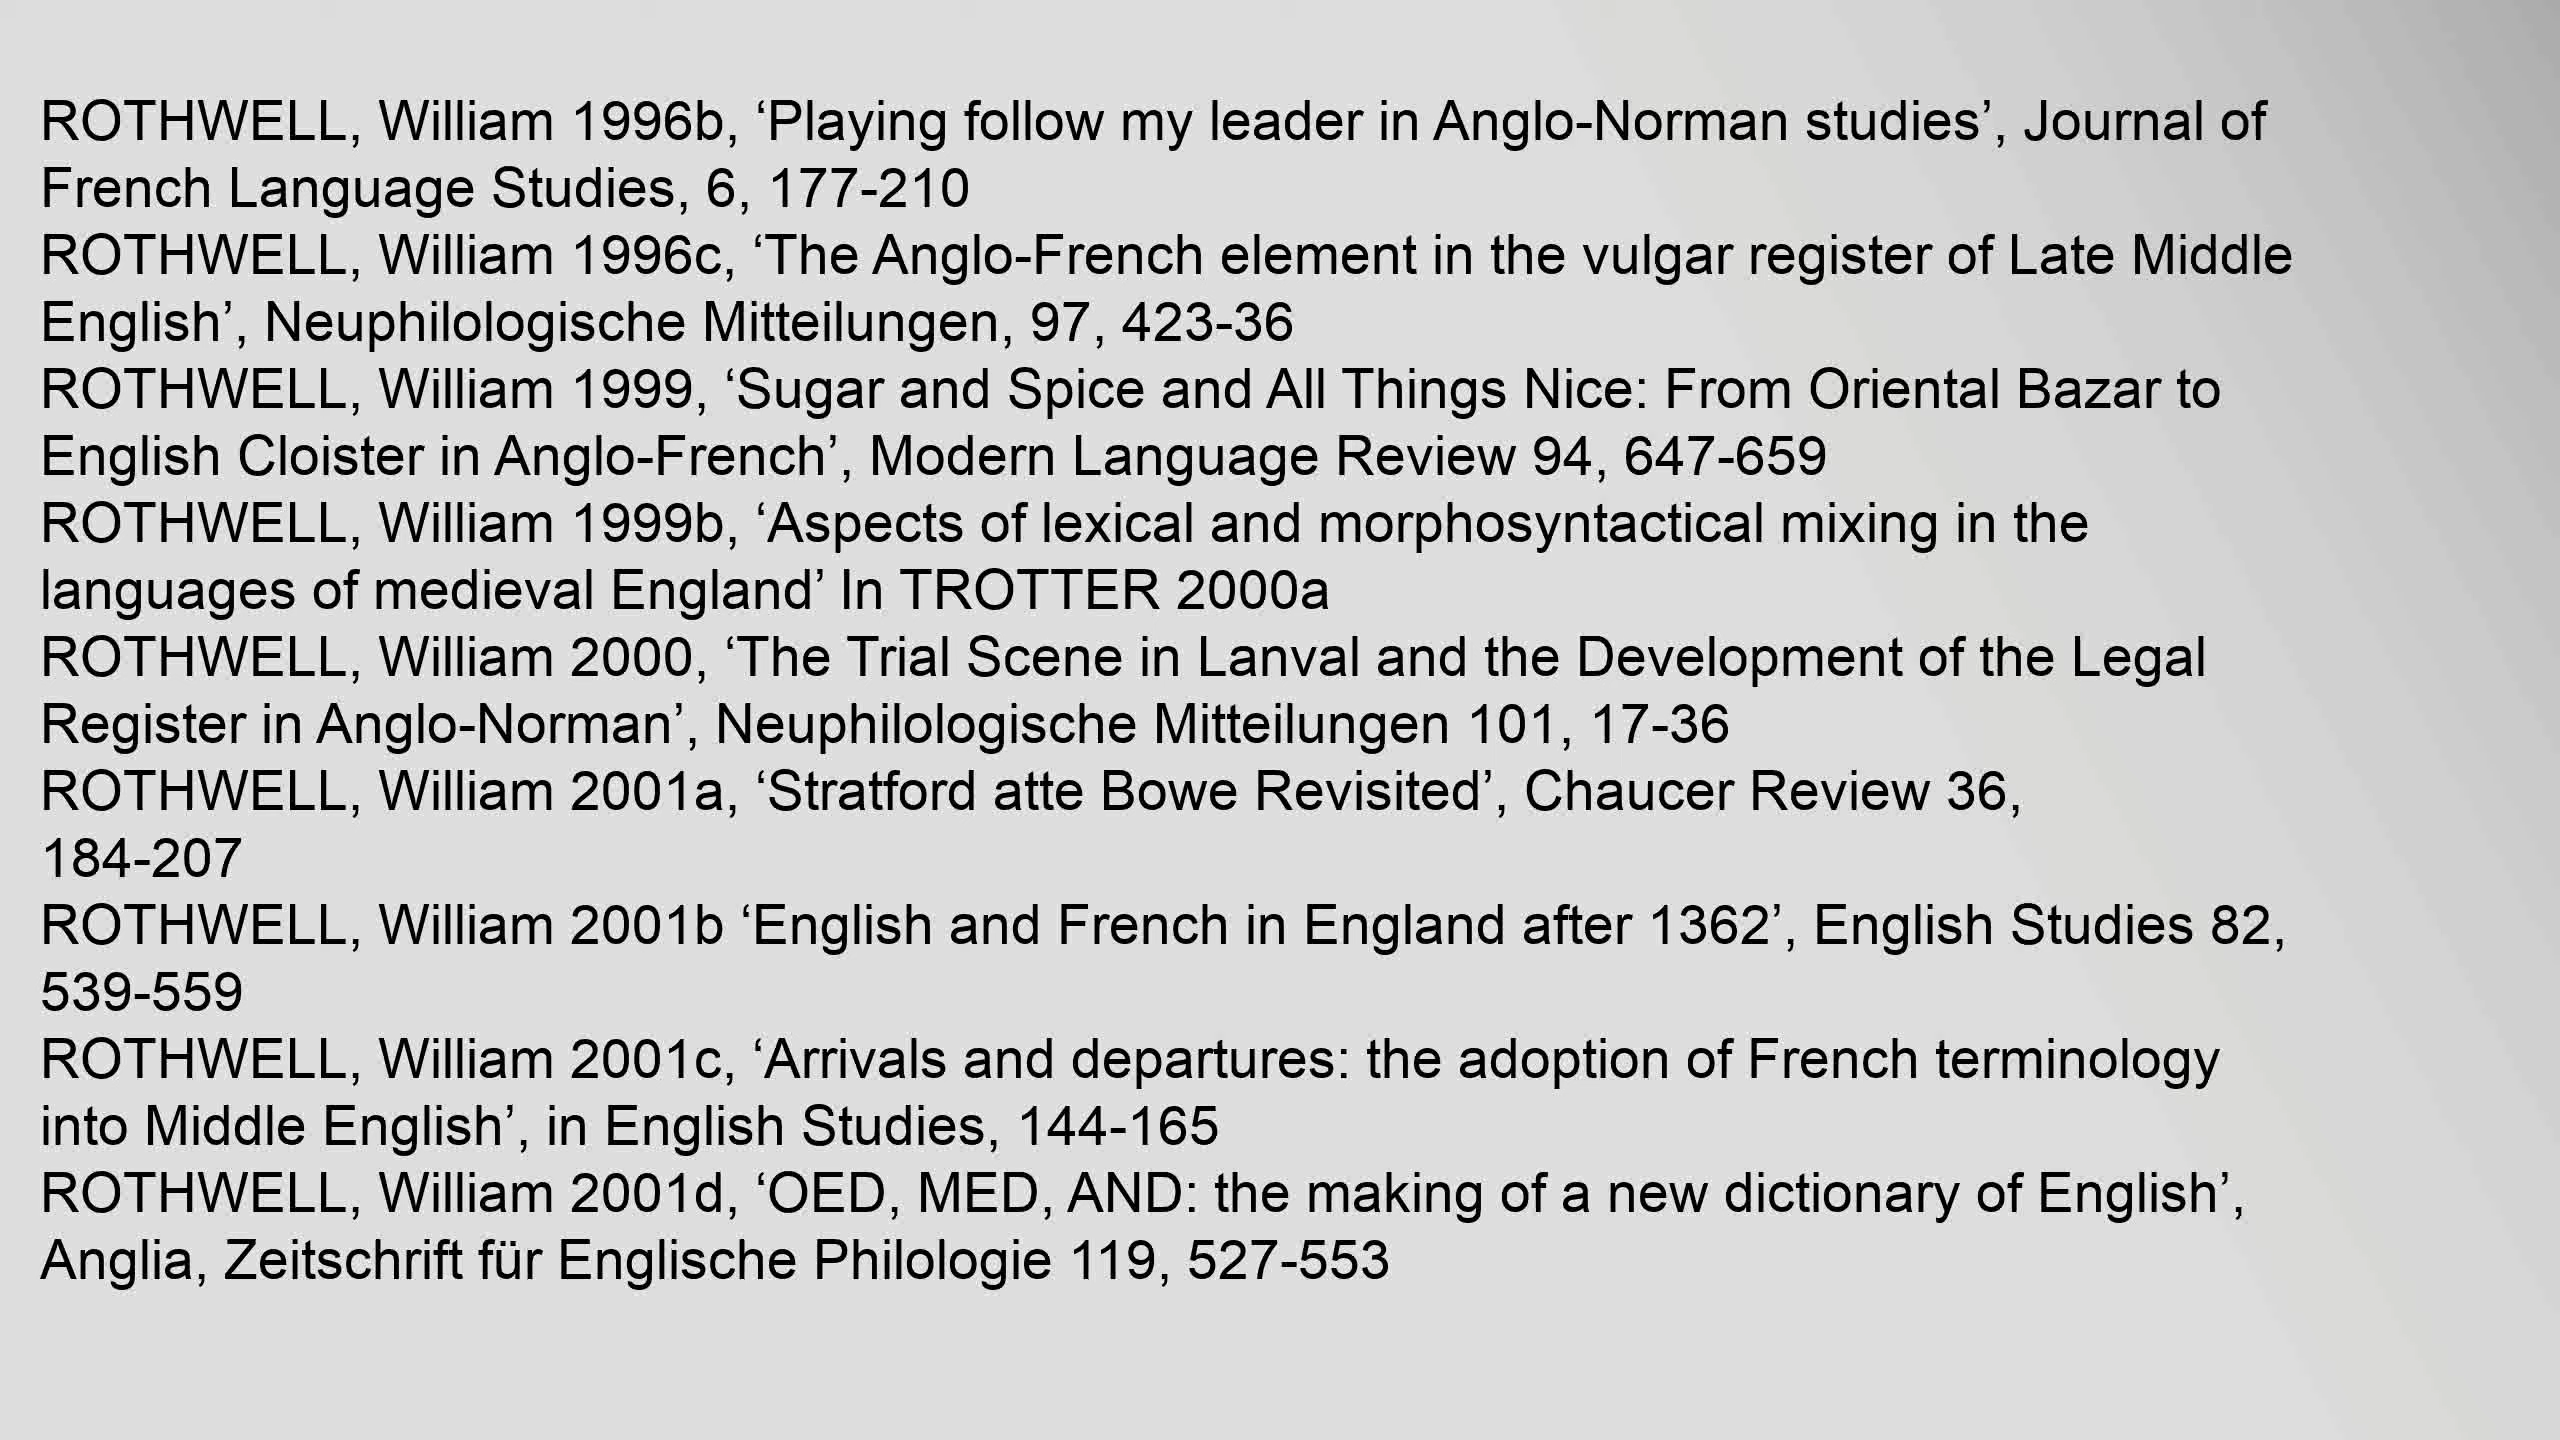 ROTHWELL, William 1996b, ‘Playing follow my leader in Anglo-Norman studies’, Journal of
French Language Studies, 6, 177-210
ROTHWELL, William 1996c, ‘The Anglo-French element in the vulgar register of Late Middle
English’, Neuphilologische Mitteilungen, 97, 423-36
ROTHWELL, William 1999, ‘Sugar and Spice and All Things Nice: From Oriental Bazar to
English Cloister in Anglo-French’, Modern Language Review 94, 647-659
ROTHWELL, William 1999b, ‘Aspects of lexical and morphosyntactical mixing in the
languages of medieval England’ In TROTTER 2000a
ROTHWELL, William 2000, ‘The Trial Scene in Lanval and the Development of the Legal
Register in Anglo-Norman’, Neuphilologische Mitteilungen 101, 17-36
ROTHWELL, William 2001a, ‘Stratford atte Bowe Revisited’, Chaucer Review 36,
184-207
ROTHWELL, William 2001b ‘English and French in England after 1362’, English Studies 82,
539-559
ROTHWELL, William 2001c, ‘Arrivals and departures: the adoption of French terminology
into Middle English’, in English Studies, 144-165
ROTHWELL, William 2001d, ‘OED, MED, AND: the making of a new dictionary of English’,
Anglia, Zeitschrift für Englische Philologie 119, 527-553